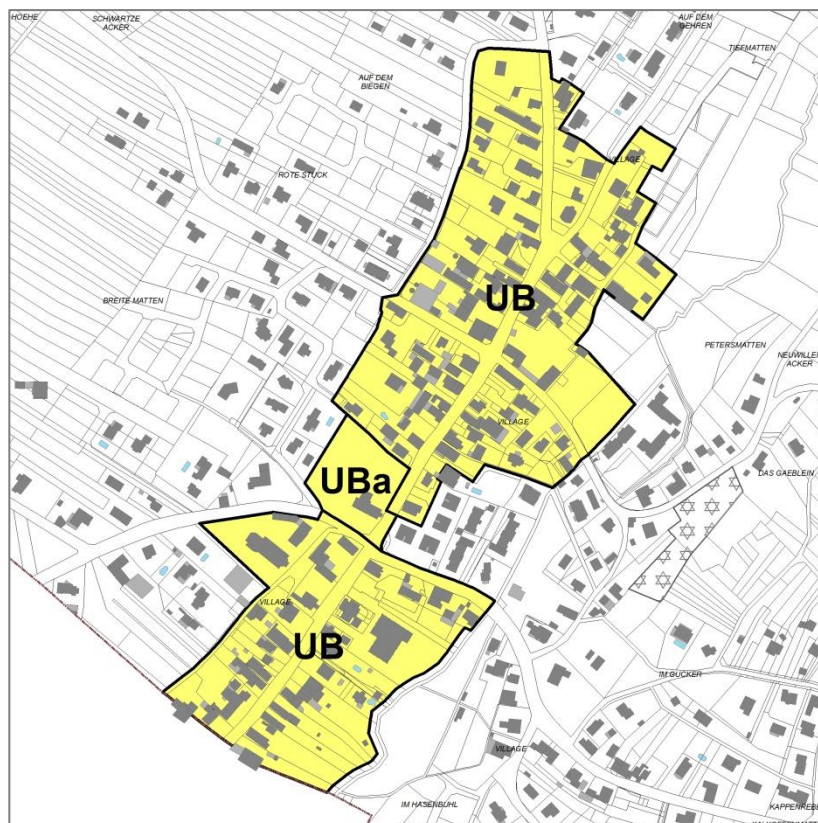 HOEHE
SCHWARTZE
ACKER
AUF DEM
GEHREN
TIEFMATTEN
AUF DEM
BIEGEN
VILLAGE
ROTE STUCK
BREITE MATTEN
UB
PETERSMATTEN
NEUWILLER
ACKER
VILLAGE
DAS GAEBLEIN
UBa
VILLAGE
UB
IM GUCKER
VILLAGE
IM HASENBUHL